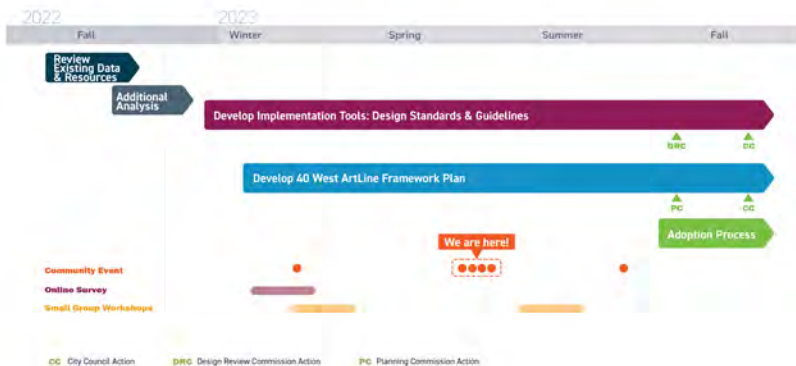 2022 2023
Fall Winter Spring Summer Fall
Review
Existing Data
& Resources
Additional
Analysis
Develop Implementation Tools: Design Standards & Guidelines
DRC CC
Develop 40 West ArtLine Framework Plan
PC CC
Adoption Process
We are here!
Community Event
Online Survey
Small Group Workshops
CC City Council Action DRC Design Review Commission Action PC Planning Commission Action